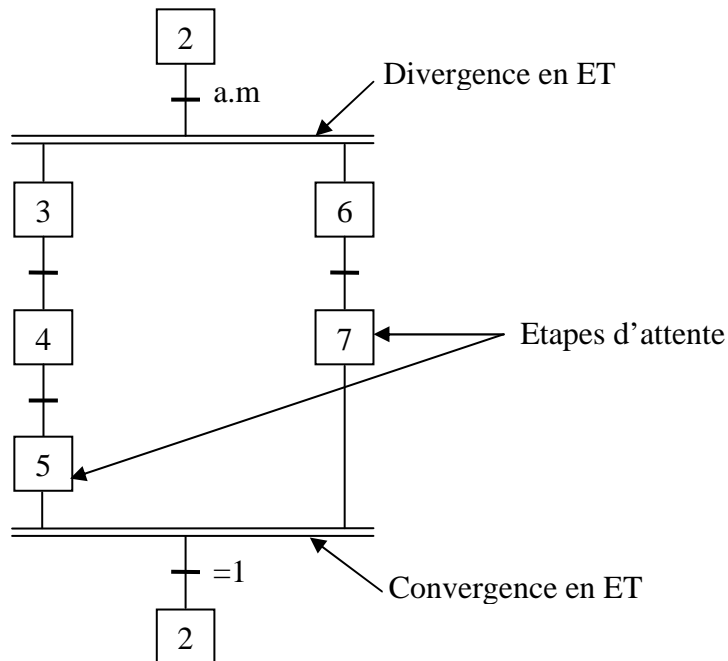 2
a.m
Divergence en ET
3
6
4
7
Etapes d’attente
5
=1
Convergence en ET
2